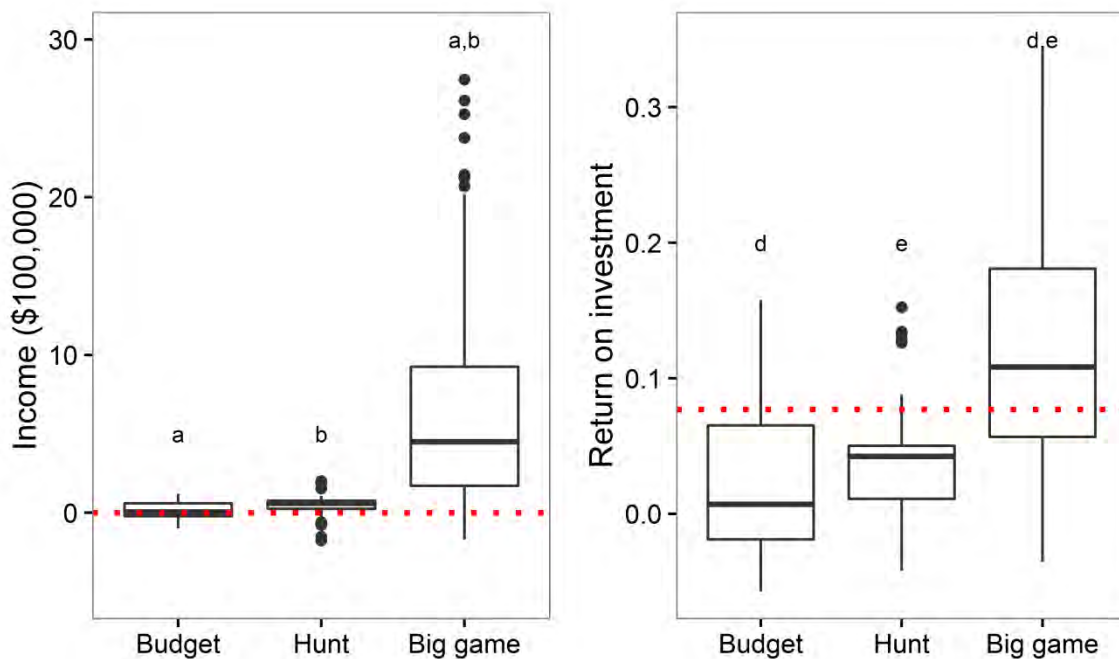 Income ($100,000)
30
20
10
0
a
b
a,b
Budget
Hunt
Big game
Return on investment
0.3
0.2
0.1
0.0
d
e
d,e
Budget
Hunt
Big game